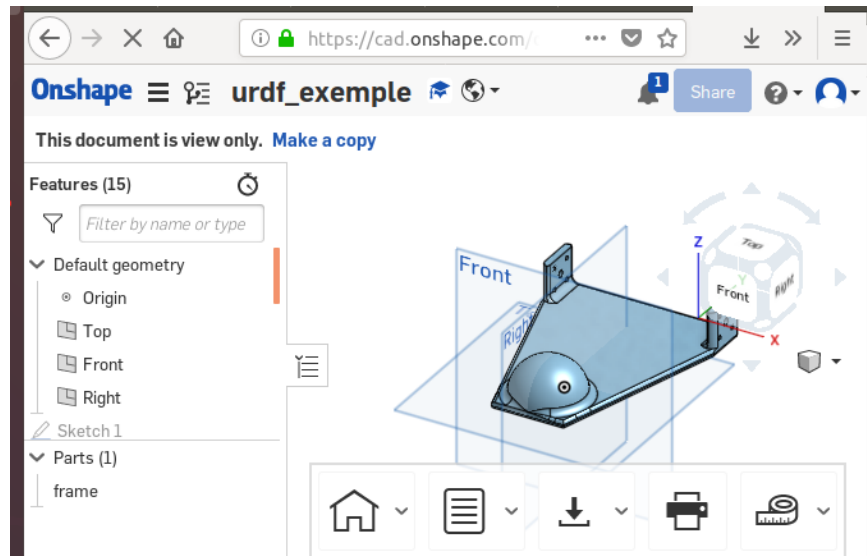 https://cad.onshape.com/
Onshape urdf_exemple 1 Share
This document is view only. Make a copy
Features (15)
Filter by name or type
Default geometry
Origin
Top
Front
Right
Sketch 1
Parts (1)
frame
Front
Right
Z
Top
Y
Front
Right
X